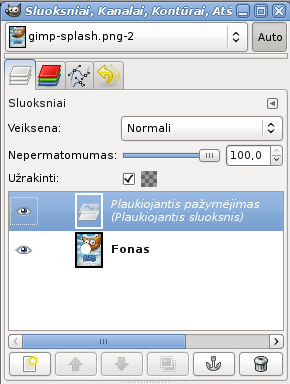 Sluoksniai, Kanalai, Kontūrai, Atš
gimp-splash.png-2
Auto
Sluoksniai
Veiksena: Normali
Nepermatomumas: 100,0
Užrakinti:
Plaukiojantis pažymėjimas
(Plaukiojantis sluoksnis)
Fonas